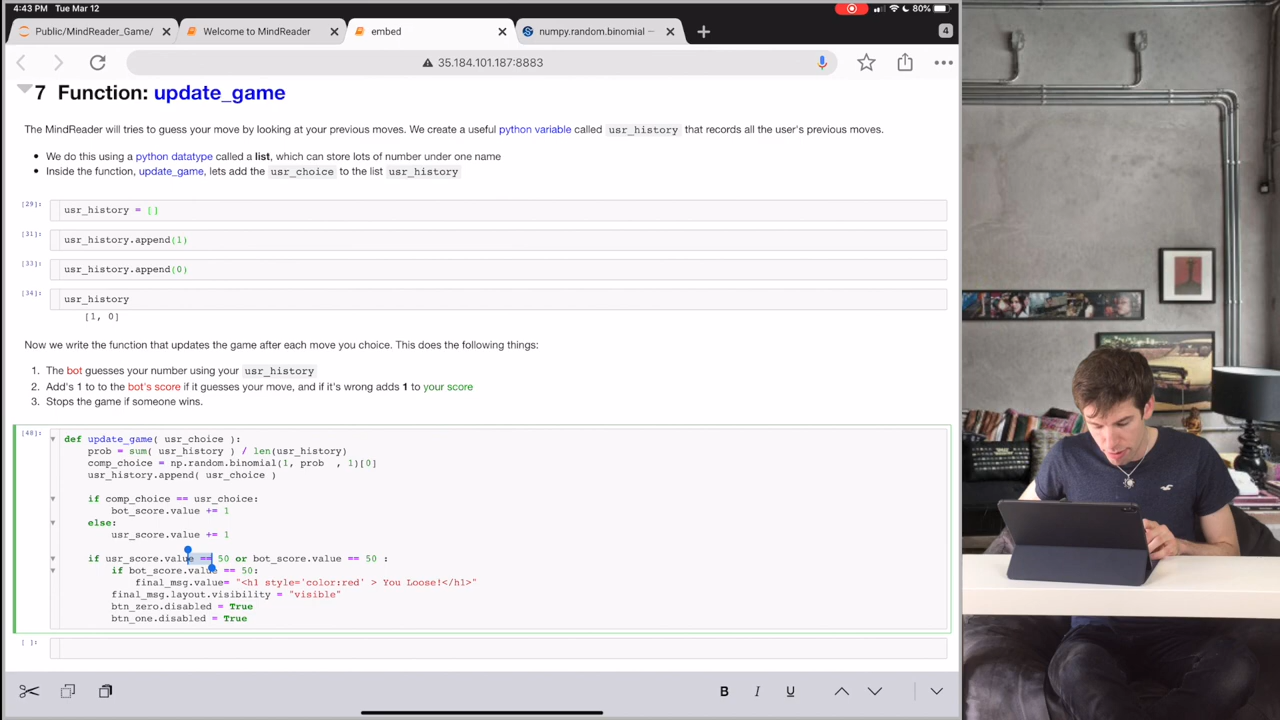 4:43 PM Tue Mar 12
80%
Public/MindReader_Game/
Welcome to MindReader
embed
numpy.random.binomial —
4
35.184.101.187:8883
7 Function: update_game
The MindReader will tries to guess your move by looking at your previous moves. We create a useful python variable called usr_history that records all the user's previous moves.
• We do this using a python datatype called a list, which can store lots of number under one name
• Inside the function, update_game, lets add the usr_choice to the list usr_history
[29]: usr_history = []
[31]: usr_history.append(1)
[33]: usr_history.append(0)
[34]: usr_history
[1, 0]
Now we write the function that updates the game after each move you choice. This does the following things:
1. The bot guesses your number using your usr_history
2. Add's 1 to to the bot's score if it guesses your move, and if it's wrong adds 1 to your score
3. Stops the game if someone wins.
[48]: def update_game( usr_choice ):
prob = sum( usr_history ) / len(usr_history)
comp_choice = np.random.binomial(1, prob , 1)[0]
usr_history.append( usr_choice )
if comp_choice == usr_choice:
bot_score.value += 1
else:
usr_score.value += 1
if usr_score.value == 50 or bot_score.value == 50 :
if bot_score.value == 50:
final_msg.value= "<h1 style='color:red' > You Loose!</h1>"
final_msg.layout.visibility = "visible"
btn_zero.disabled = True
btn_one.disabled = True
[ ]:
B I U